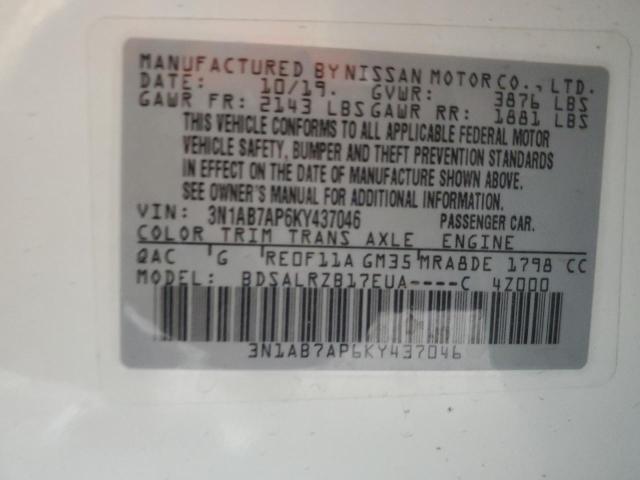 MANUFACTURED BY NISSAN MOTOR CO., LTD.
DATE: 10/19. GVWR: 3876 LBS
GAWR FR: 2143 LBS GAWR RR: 1881 LBS
THIS VEHICLE CONFORMS TO ALL APPLICABLE FEDERAL MOTOR
VEHICLE SAFETY, BUMPER AND THEFT PREVENTION STANDARDS
IN EFFECT ON THE DATE OF MANUFACTURE SHOWN ABOVE.
SEE OWNER'S MANUAL FOR ADDITIONAL INFORMATION.
VIN: 3N1AB7AP6KY437046 PASSENGER CAR.
COLOR TRIM TRANS AXLE ENGINE
QAC G RE0F11A GM35 MRA8DE 1798 CC
MODEL: BDSALRZB17EUA----C 4Z000
3N1AB7AP6KY437046